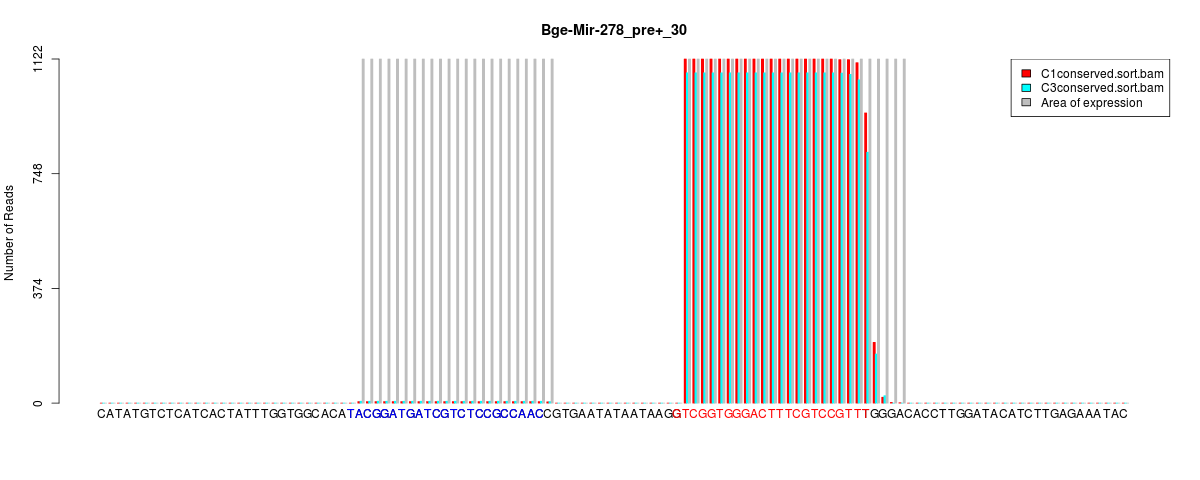 Bge-Mir-278_pre+_30
1122
748
374
0
Number of Reads
C1conserved.sort.bam
C3conserved.sort.bam
Area of expression
CATATGTCTCATCACTATTTGGTGGCACATACGGATGATCGTCTCCGCCAACCGTGAATATAATAAGGTCGGTGGGACTTTCGTCCGTTTGGGACACCTTGGATACATCTTGAGAAATAC